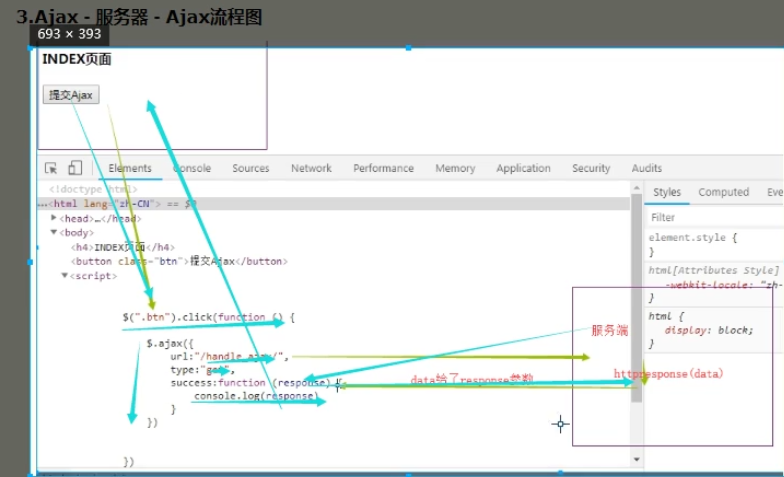 3.Ajax - 服务器 - Ajax流程图
693 × 393
INDEX页面
提交Ajax
Elements Console Sources Network Performance Memory Application Security Audits
<!doctype html>
<html lang="zh-CN"> == $0
<head>…</head>
<body>
<h4>INDEX页面</h4>
<button class="btn">提交Ajax</button>
<script>
$(".btn").click(function () {
$.ajax({
url:"/handle_ajax/",
type:"get",
success:function (response) {
console.log(response)
}
})
})
Styles Computed
Filter
element.style {
}
html[Attributes Style]
-webkit-locale: "zh-
}
html {
display: block;
}
服务端
data给了response参数
httpresponse(data)